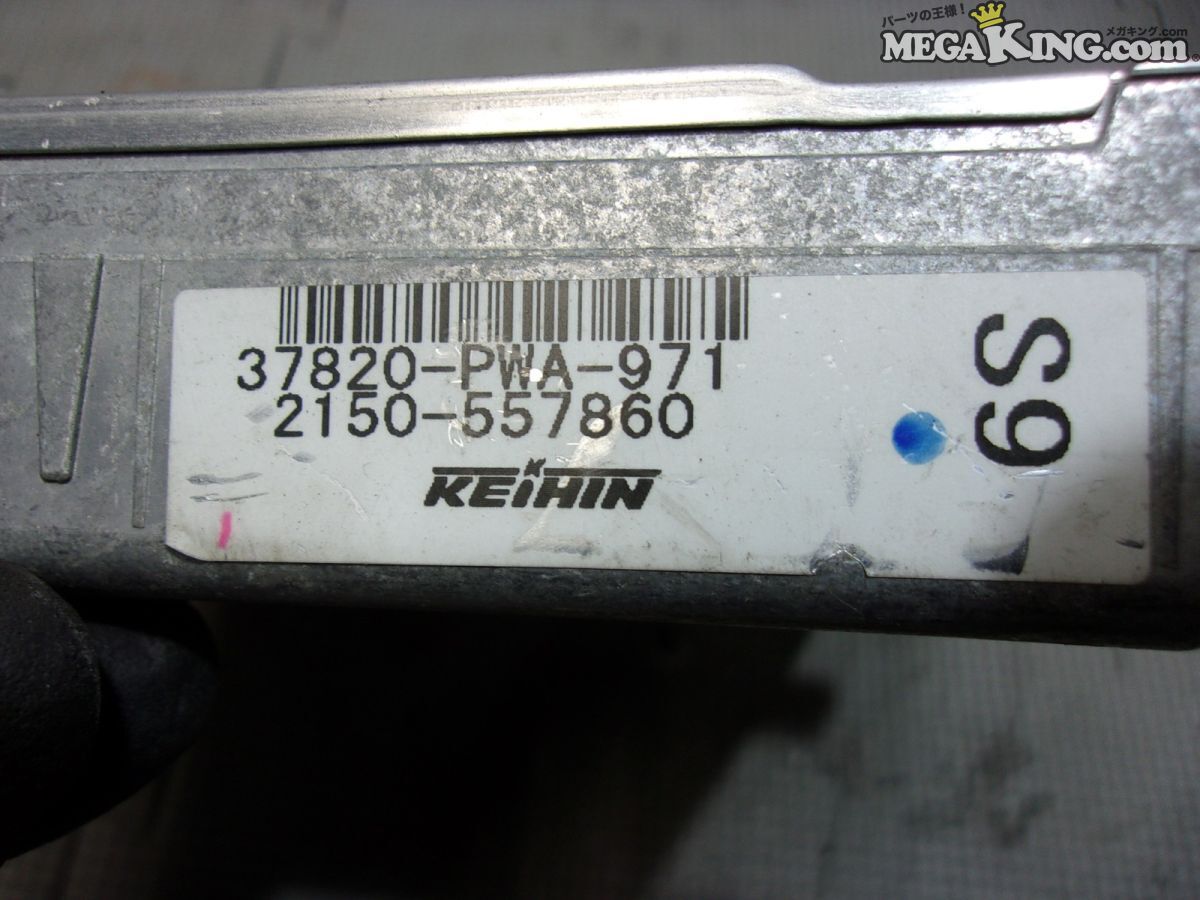 パーツの王様！
メガキング.com
MEGAKING.com
37820-PWA-971
2150-557860
KEIHIN
S9